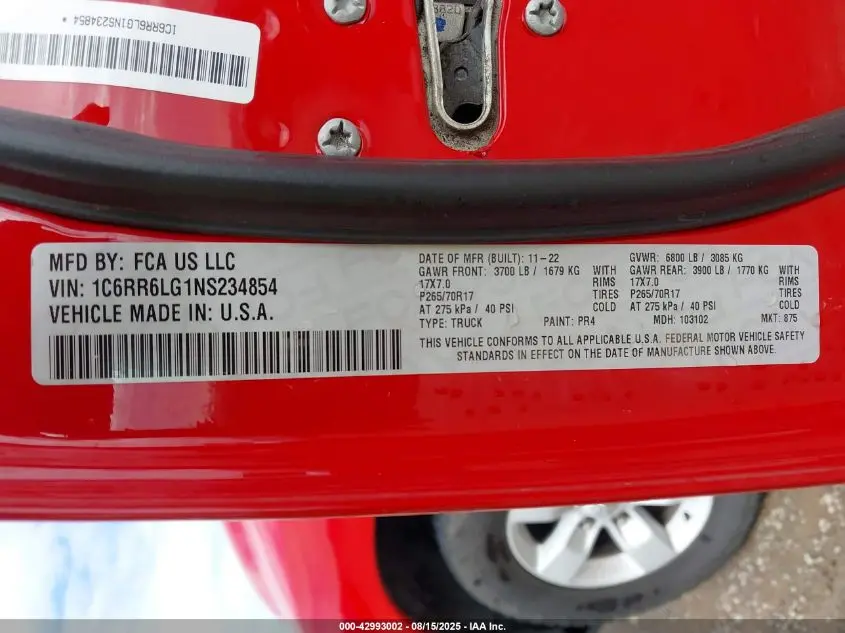 1C6RR6LG1NS234854 *
MFD BY: FCA US LLC
VIN: 1C6RR6LG1NS234854
VEHICLE MADE IN: U.S.A.
DATE OF MFR (BUILT): 11-22 GVWR: 6800 LB / 3085 KG
GAWR FRONT: 3700 LB / 1679 KG GAWR REAR: 3900 LB / 1770 KG
17X7.0 RIMS 17X7.0 RIMS
P265/70R17 TIRES P265/70R17 TIRES
AT 275 kPa / 40 PSI COLD AT 275 kPa / 40 PSI COLD
TYPE: TRUCK PAINT: PR4 MDH: 103102 MKT: 875
THIS VEHICLE CONFORMS TO ALL APPLICABLE U.S.A. FEDERAL MOTOR VEHICLE SAFETY
STANDARDS IN EFFECT ON THE DATE OF MANUFACTURE SHOWN ABOVE.
000-42993002 - 08/15/2025 - IAA Inc.